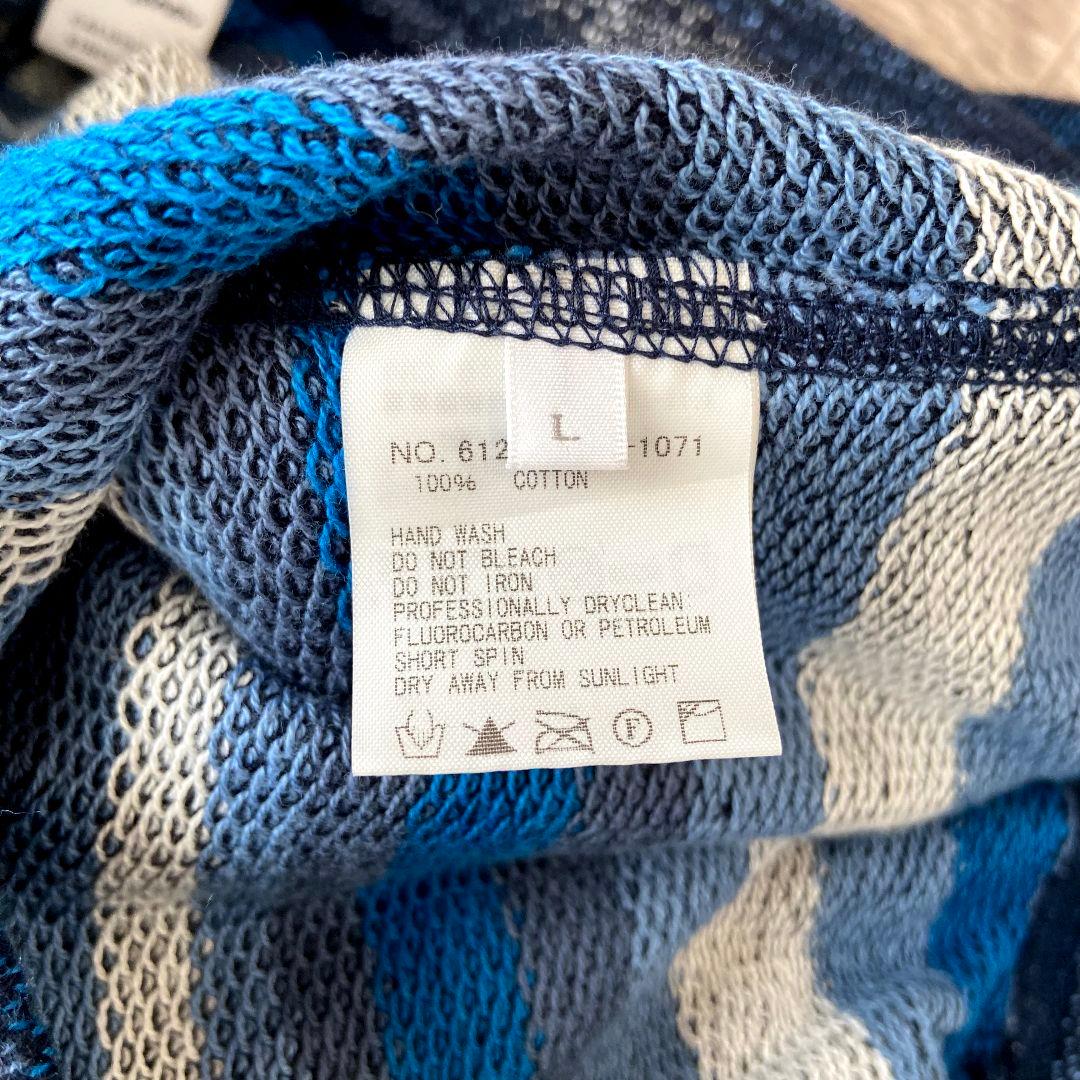 L
NO. 612 -1071
100% COTTON
HAND WASH
DO NOT BLEACH
DO NOT IRON
PROFESSIONALLY DRYCLEAN:
FLUOROCARBON OR PETROLEUM
SHORT SPIN
DRY AWAY FROM SUNLIGHT
F